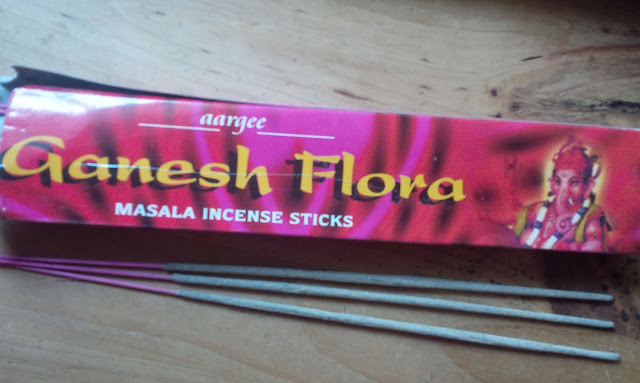 aargee
Ganesh Flora
MASALA INCENSE STICKS